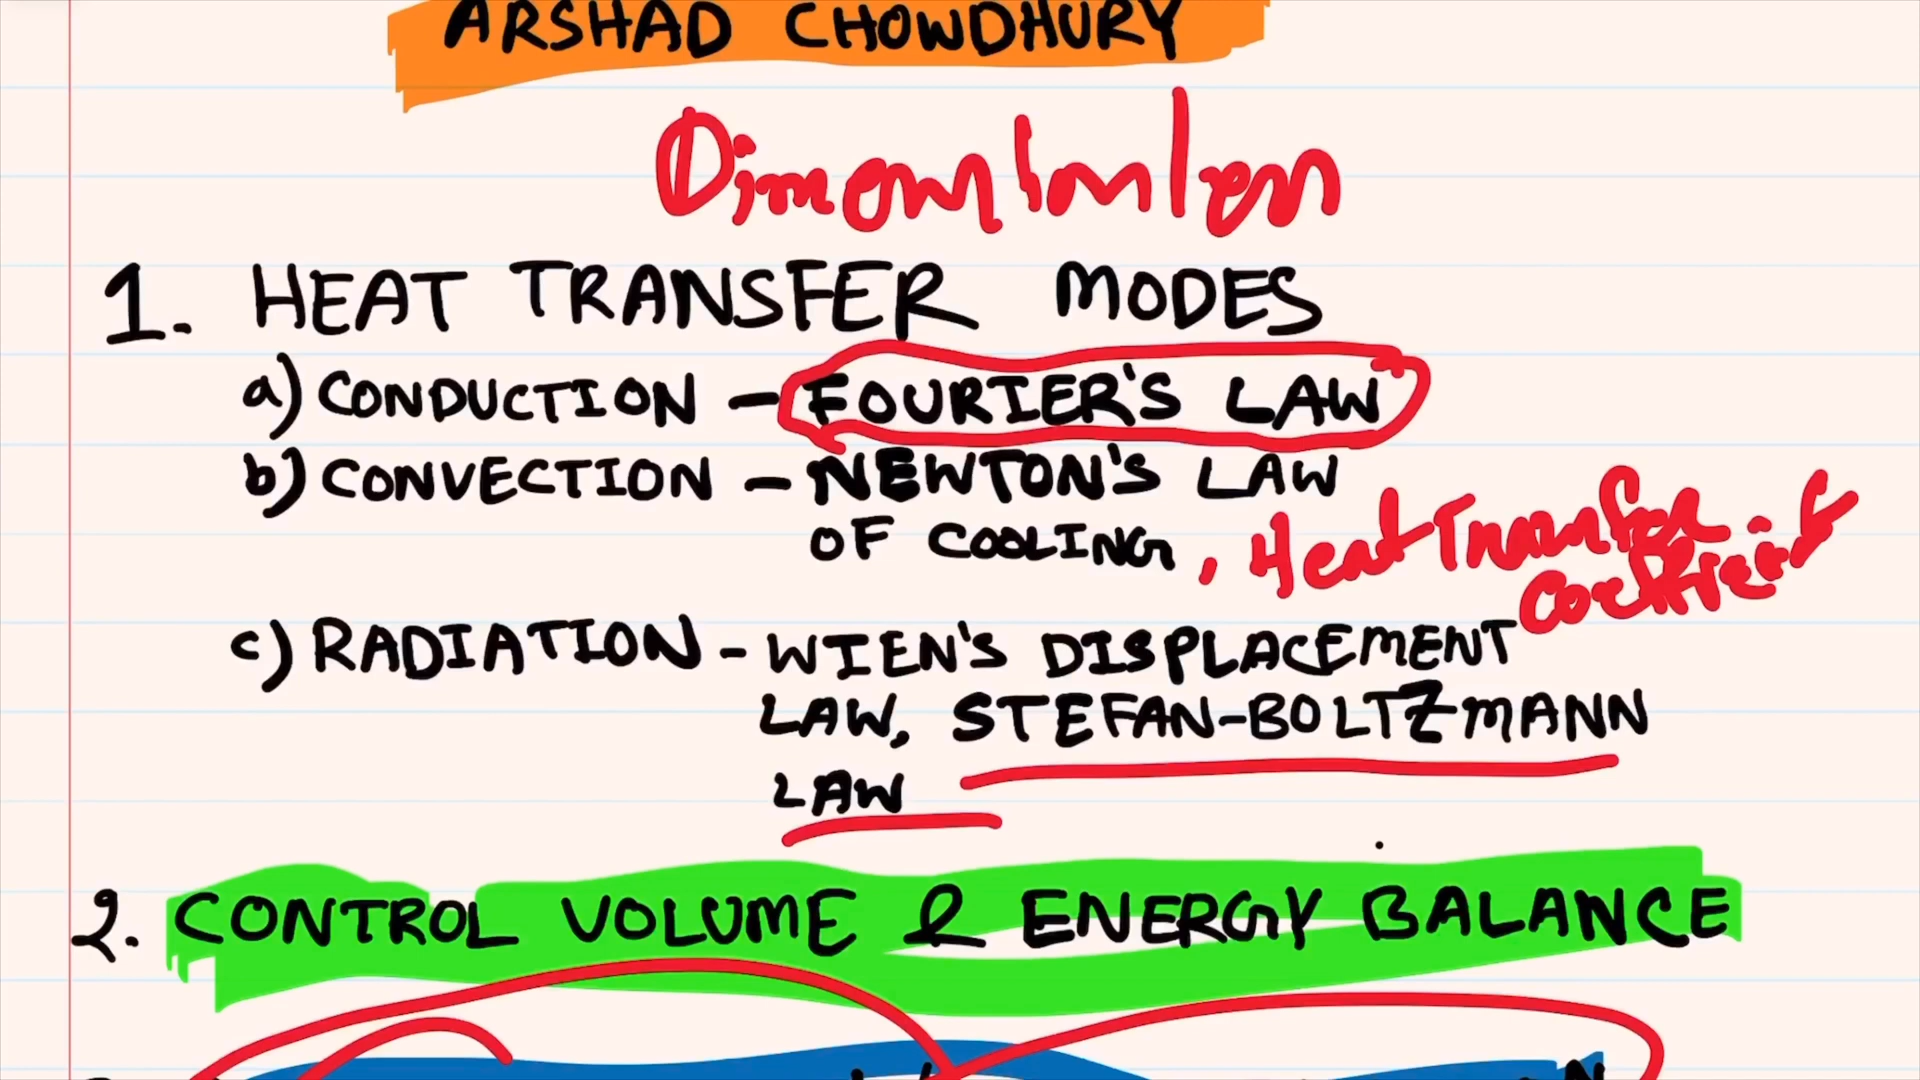 ARSHAD CHOWDHURY
1. HEAT TRANSFER MODES
a) CONDUCTION - FOURIER'S LAW
b) CONVECTION - NEWTON'S LAW
OF COOLING, Heat Transfer
coefficient
c) RADIATION - WIEN'S DISPLACEMENT
LAW, STEFAN-BOLTZMANN
LAW
2. CONTROL VOLUME & ENERGY BALANCE